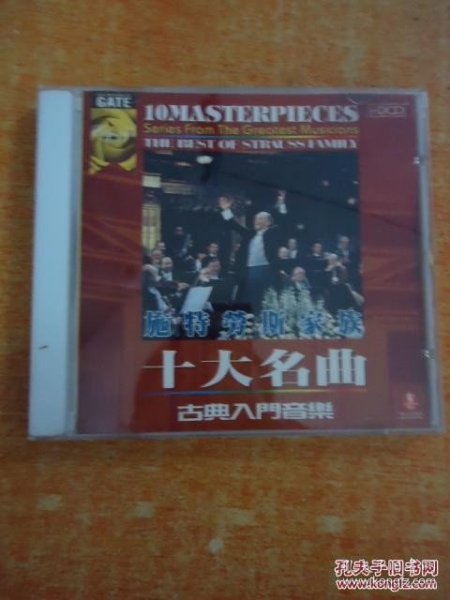 GATE
10MASTERPIECES
Series From The Greatest Musicians
THE BEST OF STRAUSS FAMILY
施特劳斯家族
十大名曲
古典入門音樂
孔夫子旧书网
www.kongfz.com